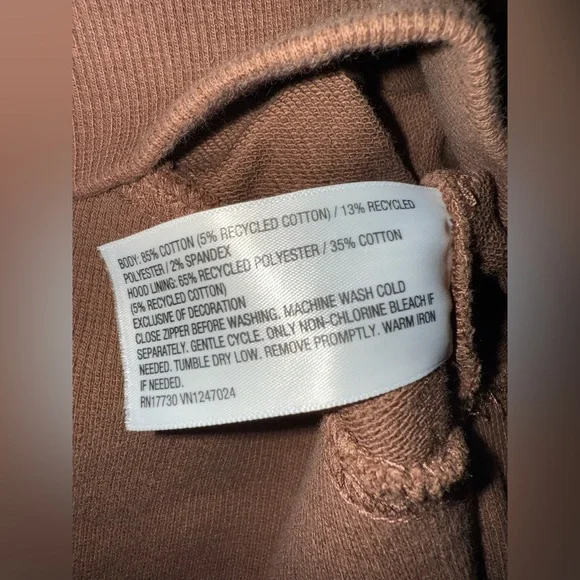 BODY: 85% COTTON (5% RECYCLED COTTON) / 13% RECYCLED
POLYESTER / 2% SPANDEX
HOOD LINING: 65% RECYCLED POLYESTER / 35% COTTON
(5% RECYCLED COTTON)
EXCLUSIVE OF DECORATION
CLOSE ZIPPER BEFORE WASHING. MACHINE WASH COLD
SEPARATELY. GENTLE CYCLE. ONLY NON-CHLORINE BLEACH IF
NEEDED. TUMBLE DRY LOW. REMOVE PROMPTLY. WARM IRON
IF NEEDED.
RN17730 VN1247024